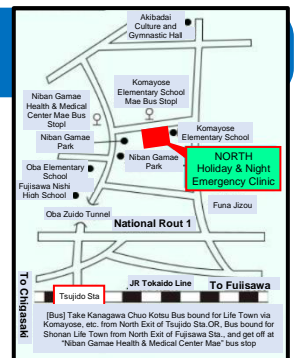 Akibadai
Culture and
Gymnastic Hall
Niban Gamae
Health & Medical
Center Mae Bus
Stopl
Komayose
Elementary School
Mae Bus Stopl
Niban Gamae
Park
Komayose
Elementary School
Niban Gamae
Park
NORTH
Holiday & Night
Emergency Clinic
Oba Elementary
School
Fujisawa Nishi
Hioh School
Oba Zuido Tunnel
Funa Jizou
National Route 1
To Chigasaki
JR Tokaido Line
To Fuiisawa
Tsujido Sta
[Bus] Take Kanagawa Chuo Kotsu Bus bound for Life Town via
Komayose, etc. from North Exit of Tsujido Sta.OR, Bus bound for
Shonan Life Town from North Exit of Fujisawa Sta., and get off at
"Niban Gamae Health & Medical Center Mae" bus stop